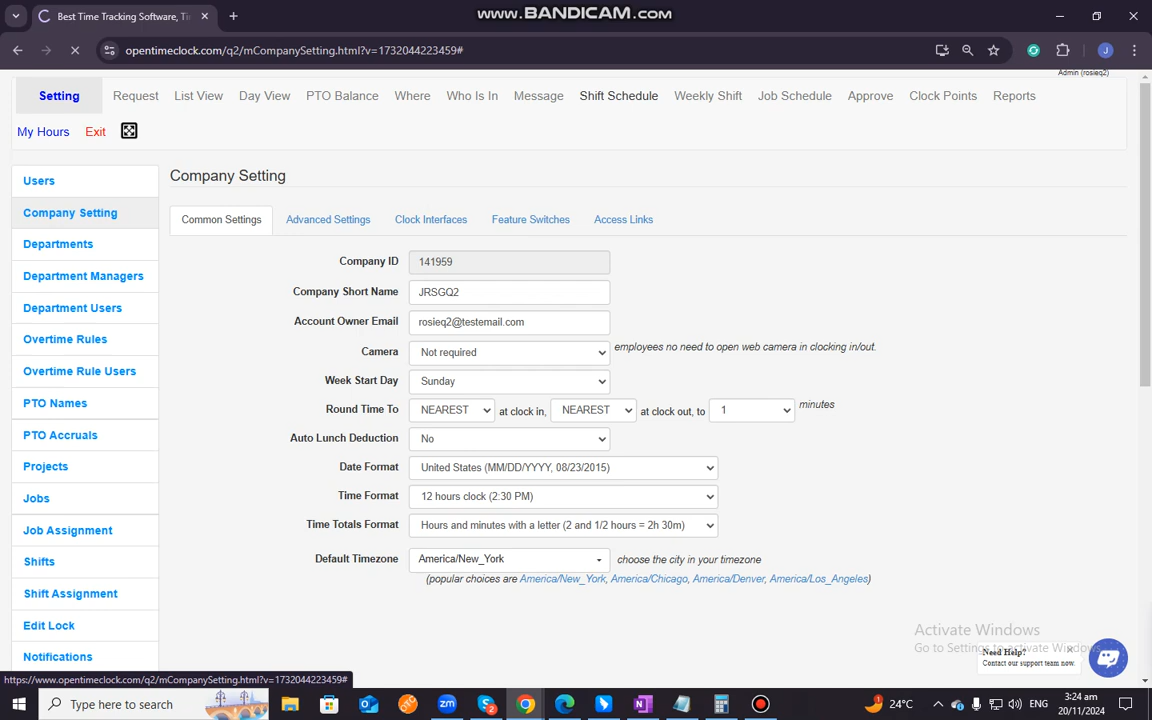 www.BANDICAM.com
Best Time Tracking Software, Ti
opentimeclock.com/q2/mCompanySetting.html?v=1732044223459#
J
Admin (rosieq2)
Setting Request List View Day View PTO Balance Where Who Is In Message Shift Schedule Weekly Shift Job Schedule Approve Clock Points Reports
My Hours Exit
Users
Company Setting
Departments
Department Managers
Department Users
Overtime Rules
Overtime Rule Users
PTO Names
PTO Accruals
Projects
Jobs
Job Assignment
Shifts
Shift Assignment
Edit Lock
Notifications
Company Setting
Common Settings Advanced Settings Clock Interfaces Feature Switches Access Links
Company ID 141959
Company Short Name JRSGQ2
Account Owner Email rosieq2@testemail.com
Camera Not required employees no need to open web camera in clocking in/out.
Week Start Day Sunday
Round Time To NEAREST at clock in, NEAREST at clock out, to 1 minutes
Auto Lunch Deduction No
Date Format United States (MM/DD/YYYY, 08/23/2015)
Time Format 12 hours clock (2:30 PM)
Time Totals Format Hours and minutes with a letter (2 and 1/2 hours = 2h 30m)
Default Timezone America/New_York choose the city in your timezone
(popular choices are America/New_York, America/Chicago, America/Denver, America/Los_Angeles)
Activate Windows
Go to Settings to activate Windows.
Need Help?
Contact our support team now.
https://www.opentimeclock.com/q2/mCompanySetting.html?v=1732044223459#
Type here to search
24°C
ENG
3:24 am
20/11/2024